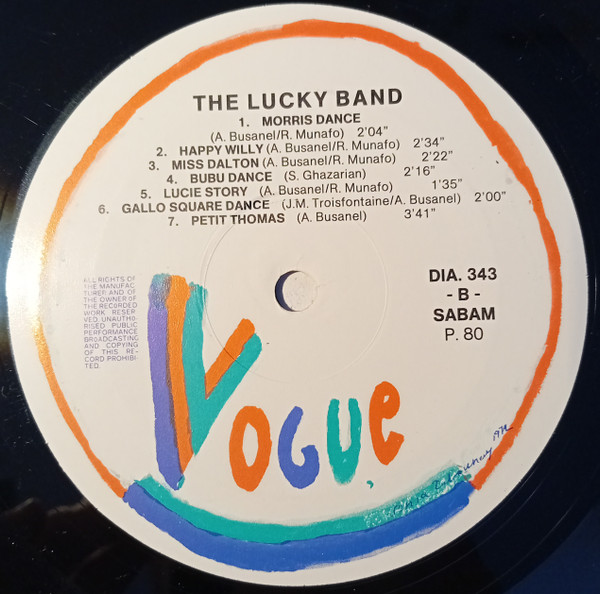 THE LUCKY BAND
1. MORRIS DANCE
(A. Busanel/R. Munafo) 2'04"
2. HAPPY WILLY (A. Busanel/R. Munafo) 2'34"
3. MISS DALTON (A. Busanel/R. Munafo) 2'22"
4. BUBU DANCE (S. Ghazarian) 2'16"
5. LUCIE STORY (A. Busanel/R. Munafo) 1'35"
6. GALLO SQUARE DANCE (J.M. Troisfontaine/A. Busanel) 2'00"
7. PETIT THOMAS (A. Busanel) 3'41"
ALL RIGHTS OF
THE MANUFAC
TURER AND OF
THE OWNER OF
THE RECORDED
WORK RESER
VED. UNAUTHO
RISED PUBLIC
PERFORMANCE
BROADCASTING
AND COPYING
OF THIS RE-
CORD PROHIBI
TED.
DIA. 343
- B -
SABAM
P. 80
VOGUE